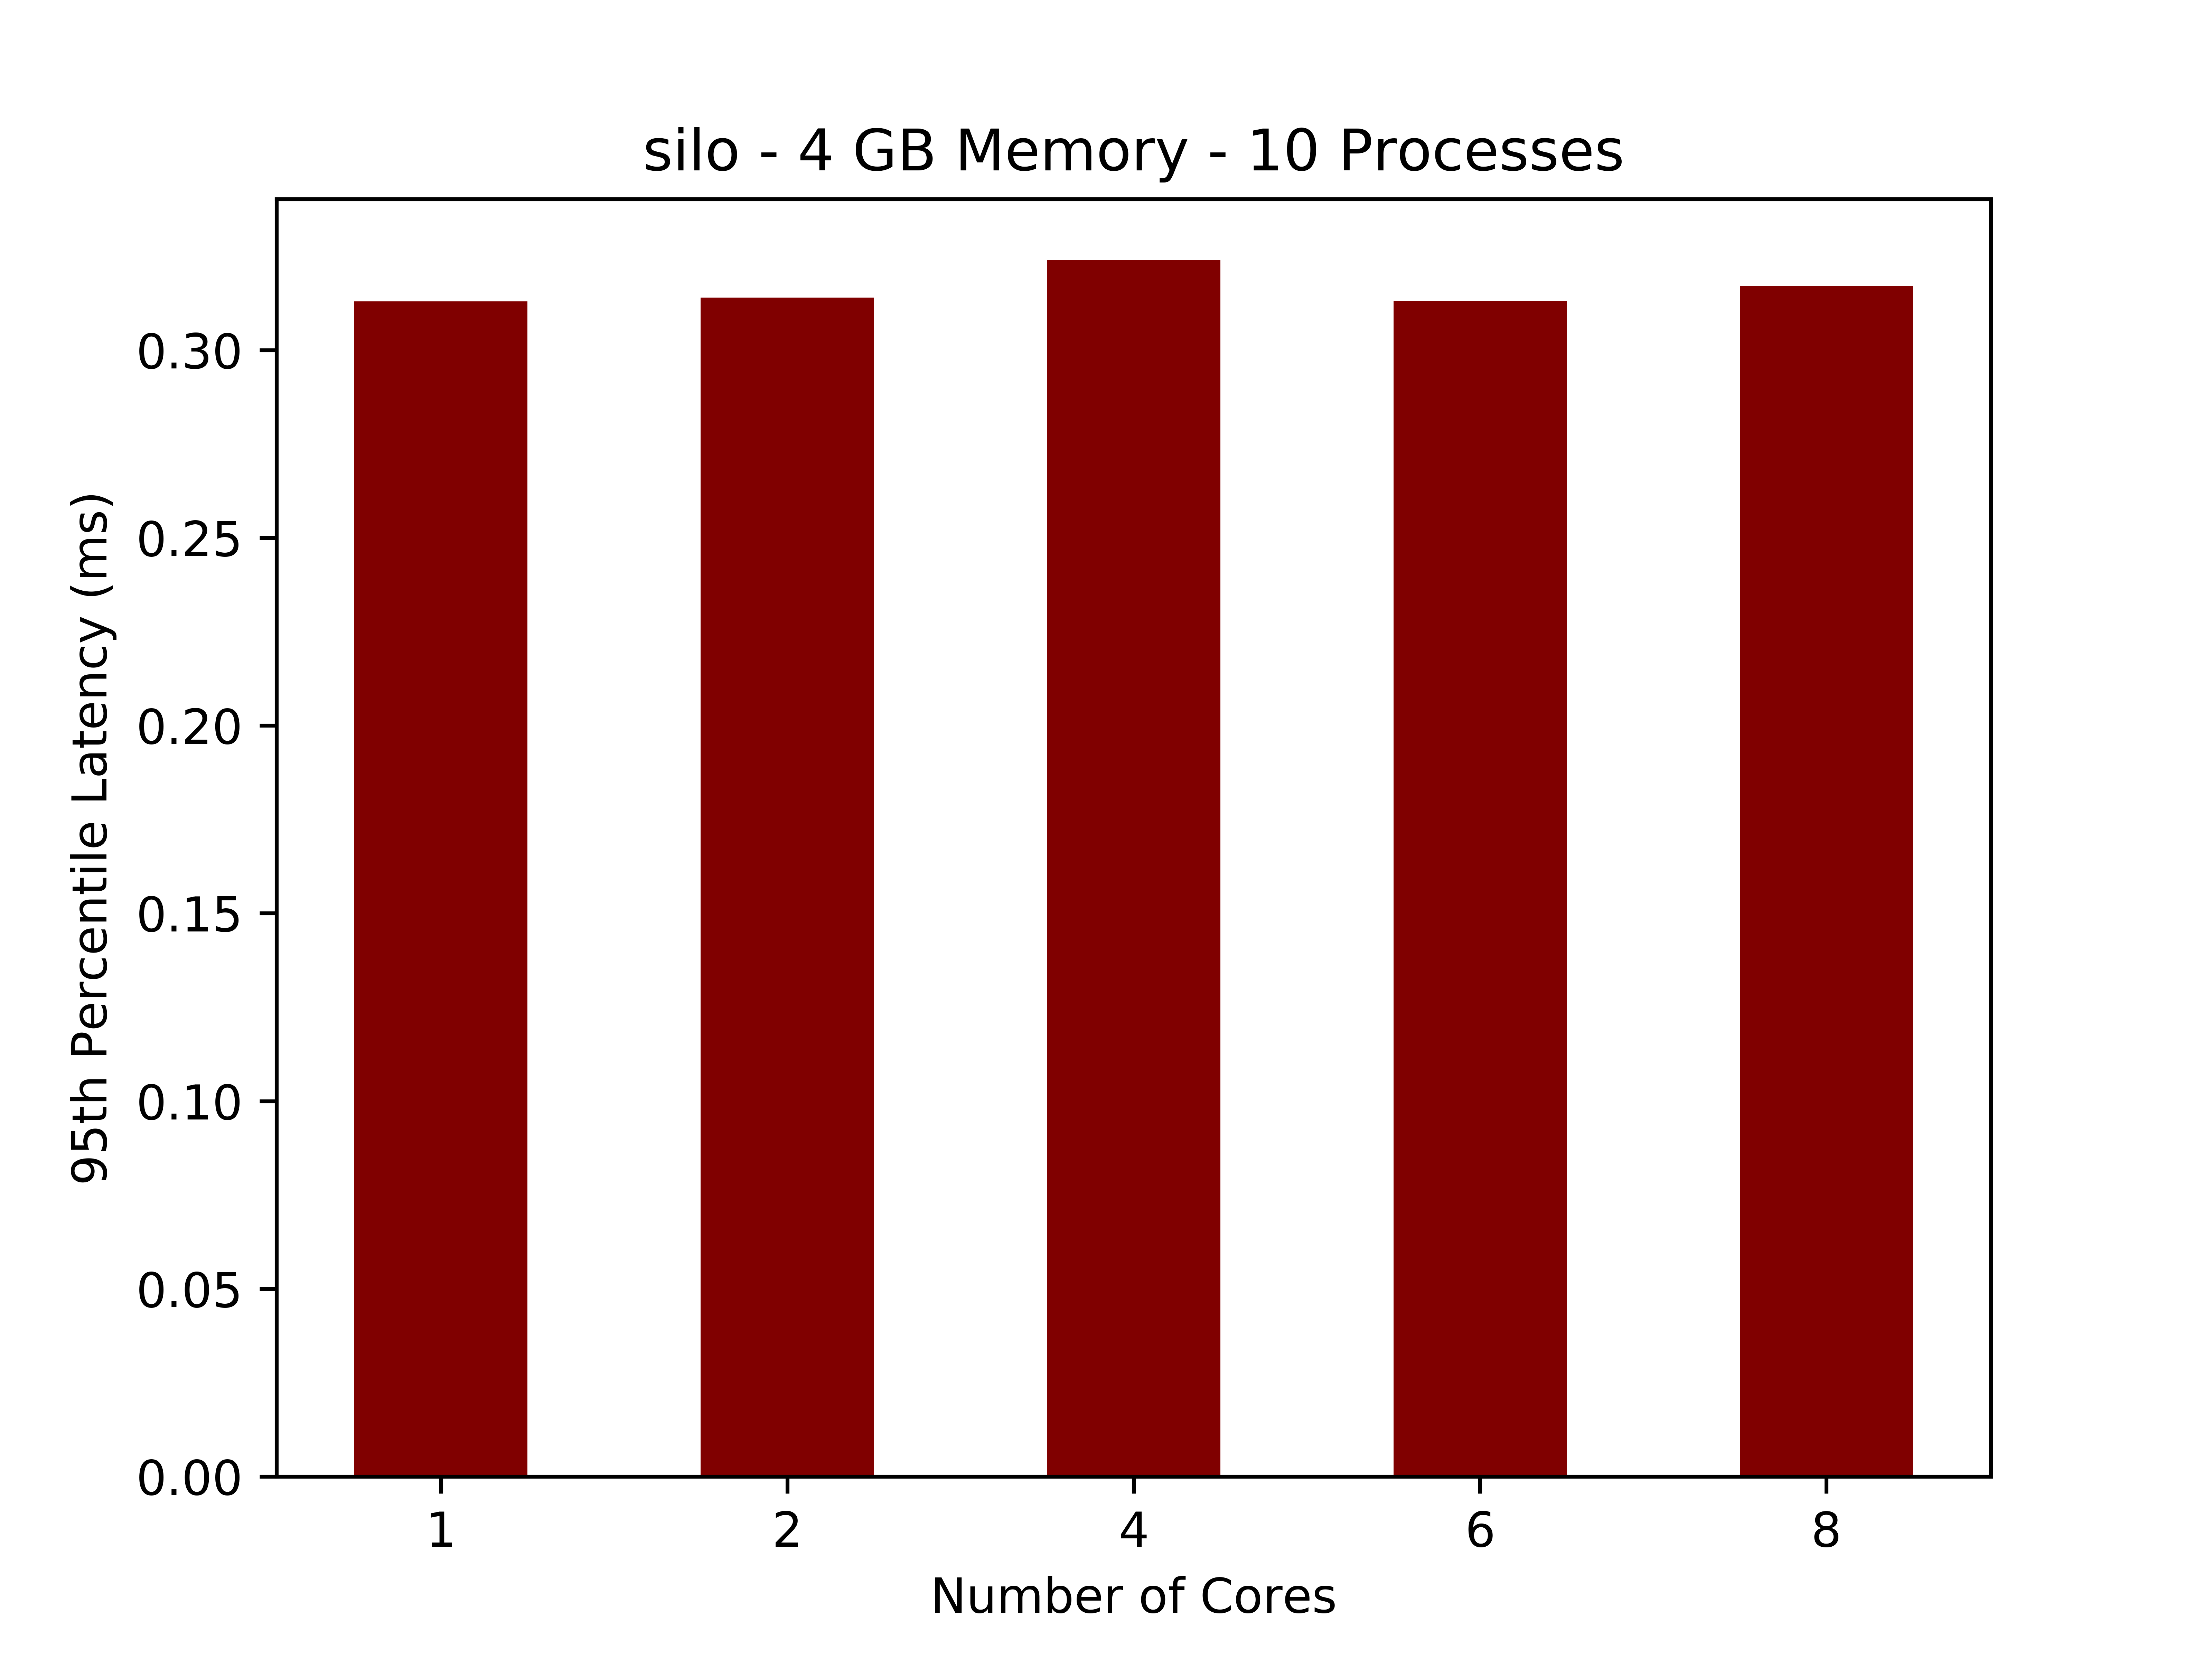 silo - 4 GB Memory - 10 Processes
95th Percentile Latency (ms)
0.30
0.25
0.20
0.15
0.10
0.05
0.00
1 2 4 6 8
Number of Cores